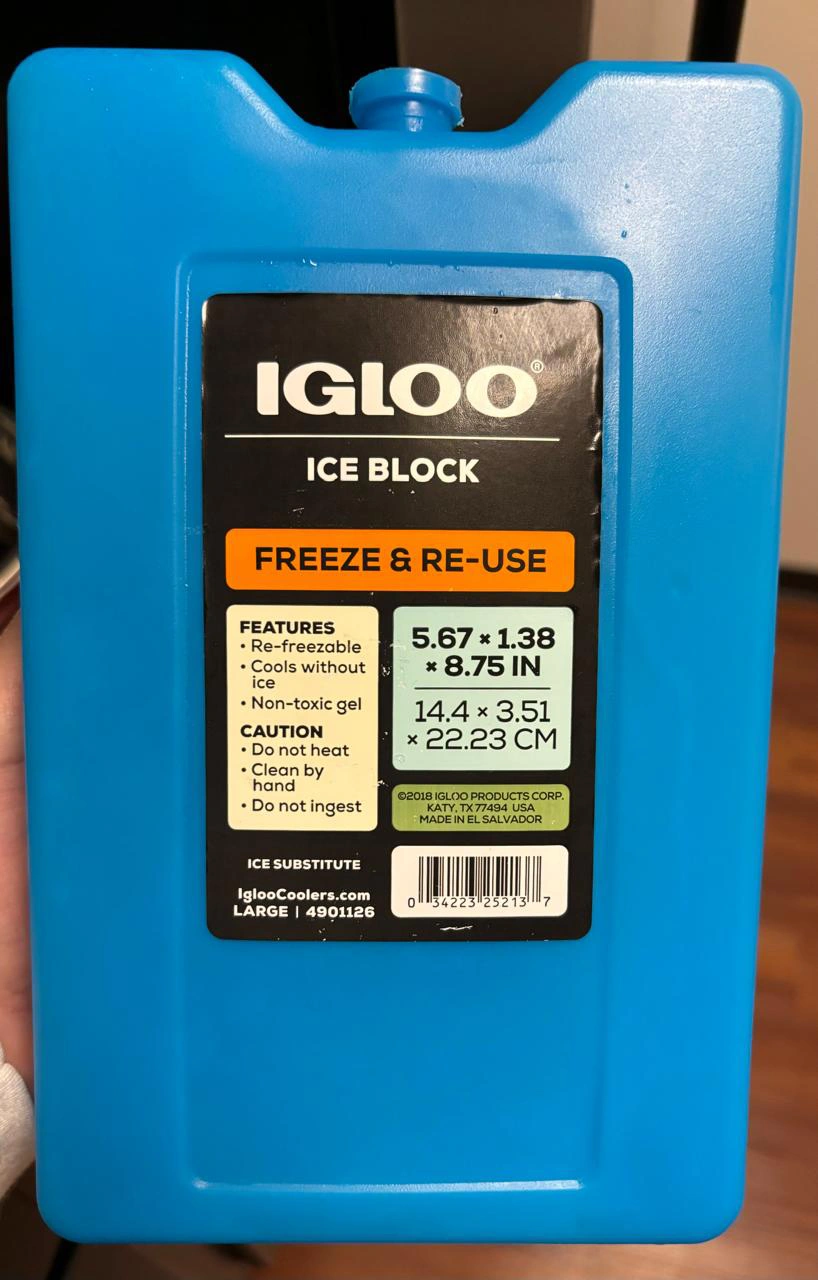 IGLOO®
ICE BLOCK
FREEZE & RE-USE
FEATURES
• Re-freezable
• Cools without
ice
• Non-toxic gel
CAUTION
• Do not heat
• Clean by
hand
• Do not ingest
5.67 × 1.38
× 8.75 IN
14.4 × 3.51
× 22.23 CM
©2018 IGLOO PRODUCTS CORP.
KATY, TX 77494 USA
MADE IN EL SALVADOR
ICE SUBSTITUTE
IglooCoolers.com
LARGE | 4901126
0 34223 25213 7